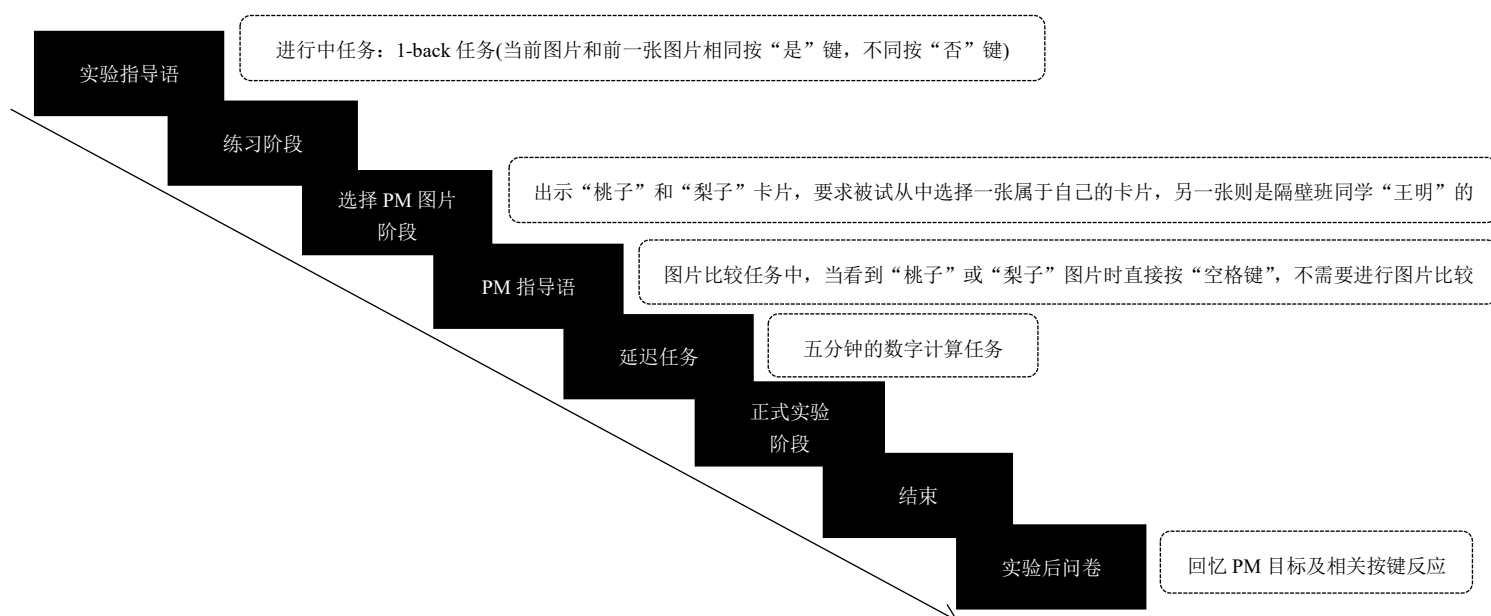 进行中任务：1-back 任务(当前图片和前一张图片相同按“是”键，不同按“否”键)
实验指导语
练习阶段
出示“桃子”和“梨子”卡片，要求被试从中选择一张属于自己的卡片，另一张则是隔壁班同学“王明”的
选择 PM 图片
阶段
图片比较任务中，当看到“桃子”或“梨子”图片时直接按“空格键”，不需要进行图片比较
PM 指导语
五分钟的数字计算任务
延迟任务
正式实验
阶段
结束
实验后问卷
回忆 PM 目标及相关按键反应